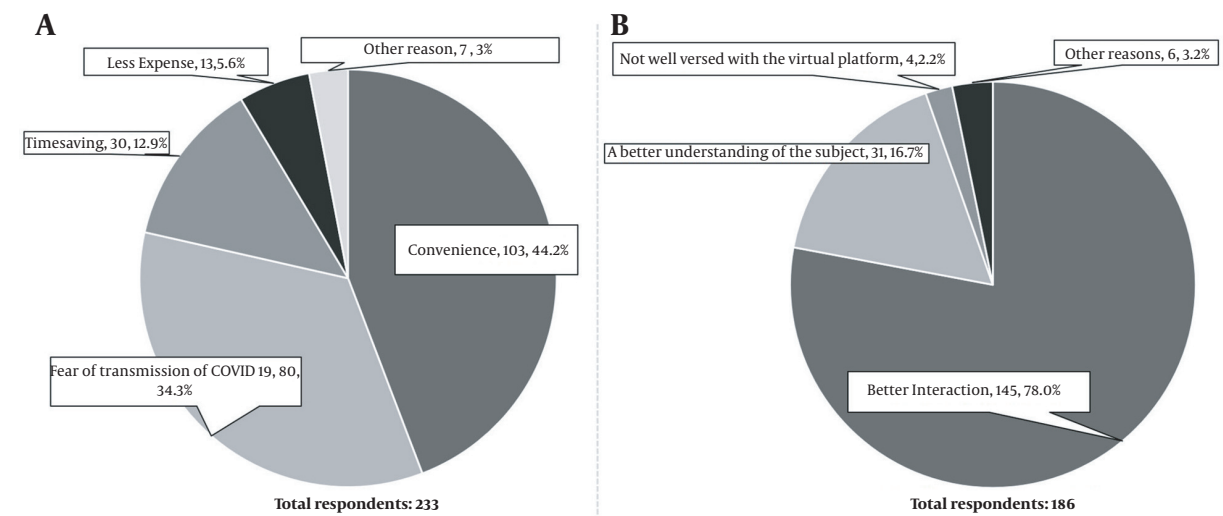 A
Other reason, 7 , 3%
Less Expense, 13,5.6%
Timesaving, 30, 12.9%
Convenience, 103, 44.2%
Fear of transmission of COVID 19, 80,
34.3%
Total respondents: 233
B
Other reasons, 6, 3.2%
Not well versed with the virtual platform, 4,2.2%
A better understanding of the subject, 31, 16.7%
Better Interaction, 145, 78.0%
Total respondents: 186